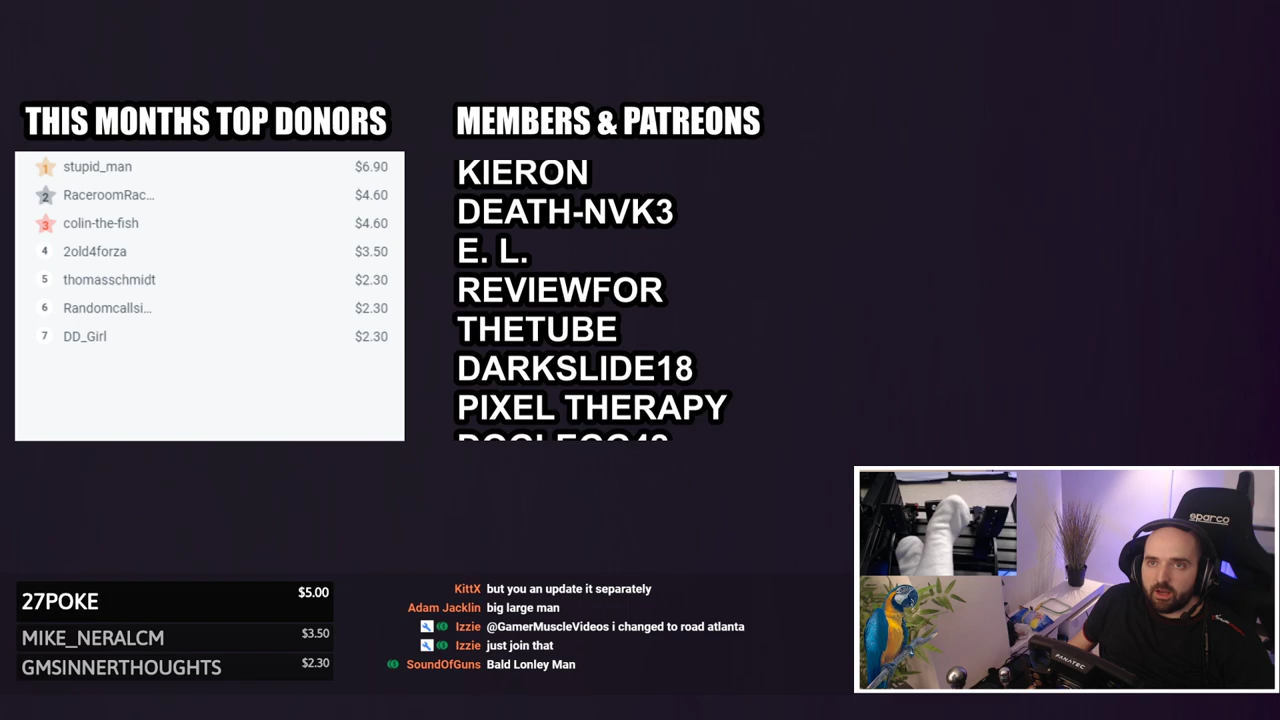 THIS MONTHS TOP DONORS
1 stupid_man $6.90
2 RaceroomRac... $4.60
3 colin-the-fish $4.60
4 2old4forza $3.50
5 thomasschmidt $2.30
6 Randomcallsi... $2.30
7 DD_Girl $2.30
MEMBERS & PATREONS
KIERON
DEATH-NVK3
E. L.
REVIEWFOR
THETUBE
DARKSLIDE18
PIXEL THERAPY
27POKE $5.00
MIKE_NERALCM $3.50
GMSINNERTHOUGHTS $2.30
KittX but you an update it separately
Adam Jacklin big large man
Izzie @GamerMuscleVideos i changed to road atlanta
Izzie just join that
SoundOfGuns Bald Lonley Man
sparco
FANATEC